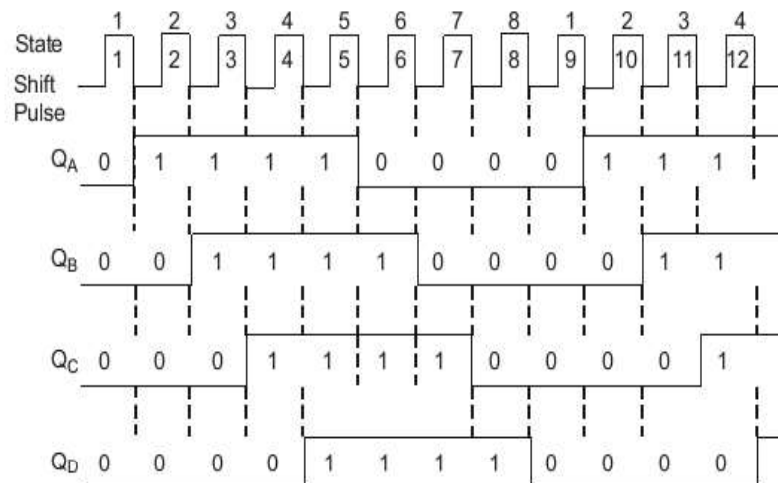 1 2 3 4 5 6 7 8 1 2 3 4
State
1 2 3 4 5 6 7 8 9 10 11 12
Shift
Pulse
QA 0 1 1 1 1 0 0 0 0 1 1 1
QB 0 0 1 1 1 1 0 0 0 0 1 1
QC 0 0 0 1 1 1 1 0 0 0 0 1
QD 0 0 0 0 1 1 1 1 0 0 0 0